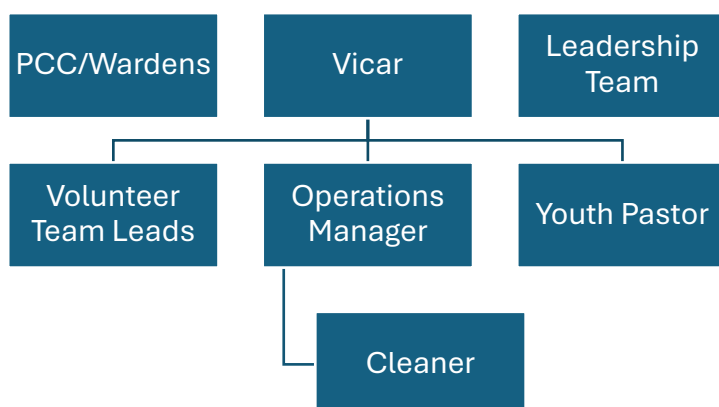 PCC/Wardens
Vicar
Leadership
Team
Volunteer
Team Leads
Operations
Manager
Youth Pastor
Cleaner